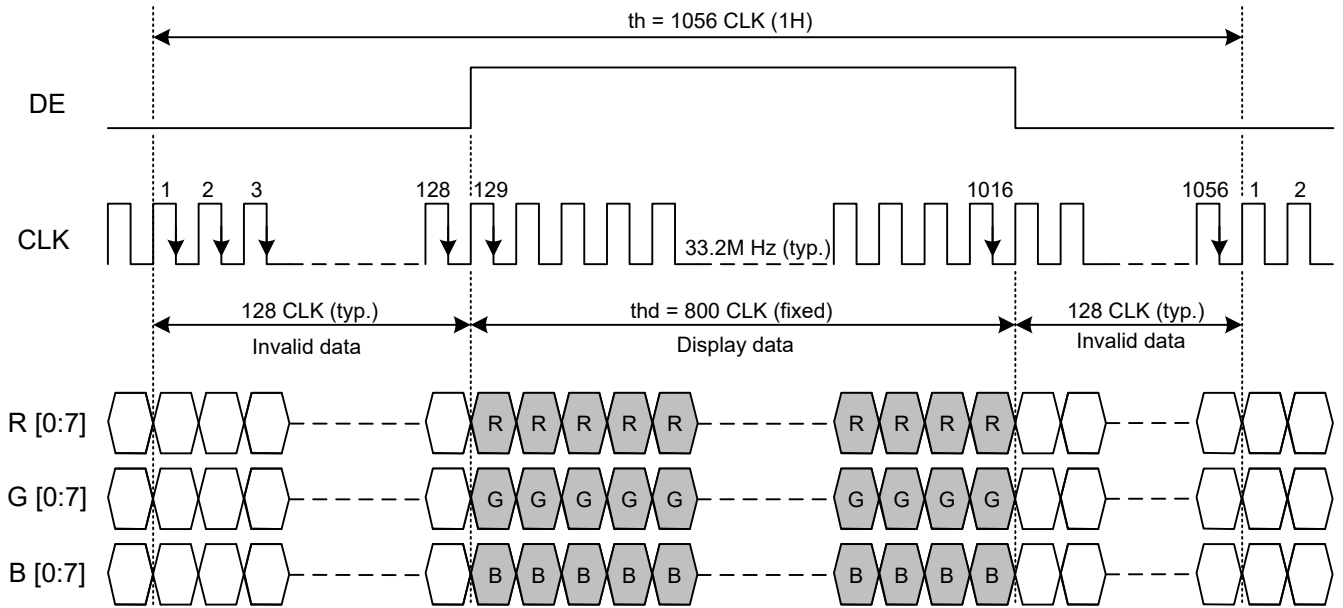 th = 1056 CLK (1H)
DE
1 2 3 128 129 1016 1056 1 2
CLK
33.2M Hz (typ.)
128 CLK (typ.) thd = 800 CLK (fixed) 128 CLK (typ.)
Invalid data Display data Invalid data
R [0:7] R R R R R R R R R
G [0:7] G G G G G G G G G
B [0:7] B B B B B B B B B